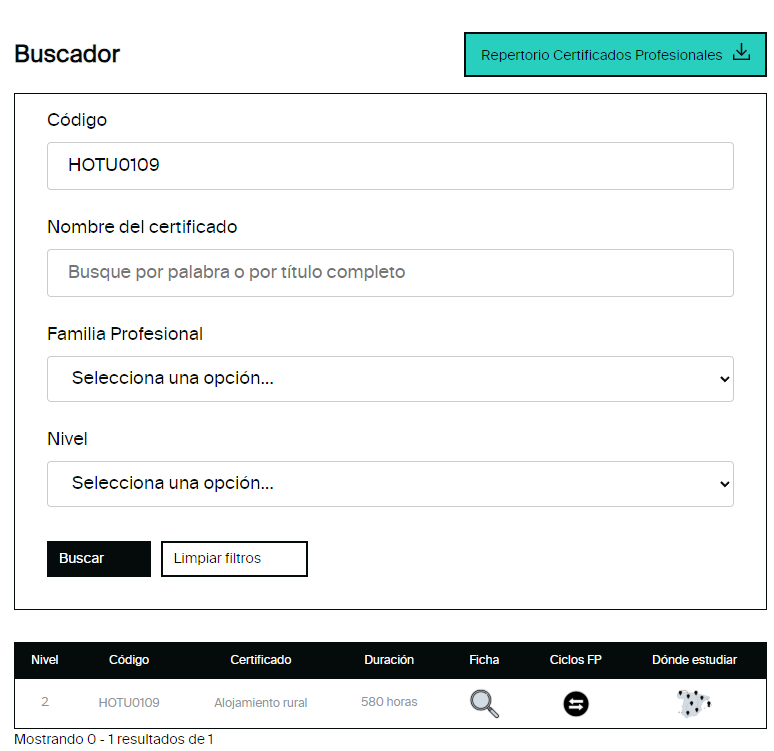 Buscador
Repertorio Certificados Profesionales
Código
HOTU0109
Nombre del certificado
Busque por palabra o por título completo
Familia Profesional
Selecciona una opción...
Nivel
Selecciona una opción...
Buscar Limpiar filtros
Nivel Código Certificado Duración Ficha Ciclos FP Dónde estudiar
2 HOTU0109 Alojamiento rural 580 horas
Mostrando 0 - 1 resultados de 1